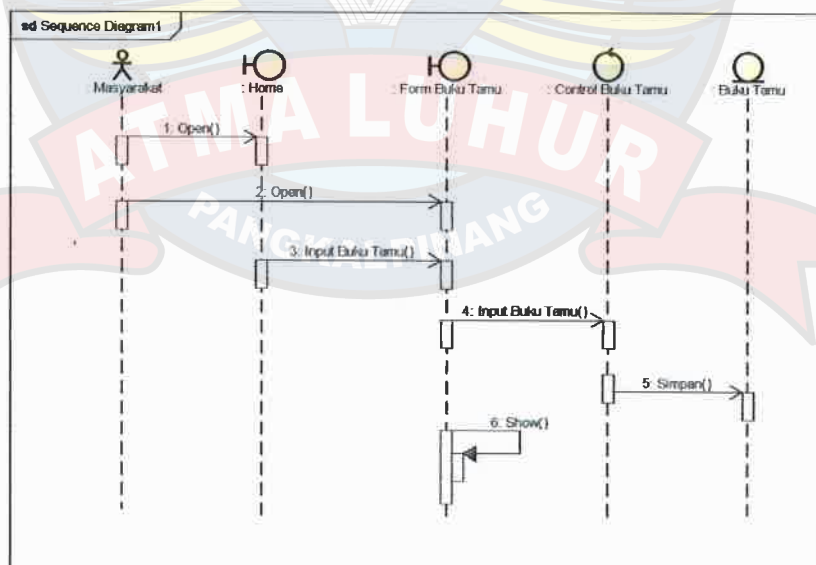 sd Sequence Diagram1
: Masyarakat
: Home
: Form Buku Tamu
: Control Buku Tamu
: Buku Tamu
1: Open()
2: Open()
3: Input Buku Tamu()
4: Input Buku Tamu()
5: Simpan()
6: Show()
ATMA LUHUR
PANGKALPINANG